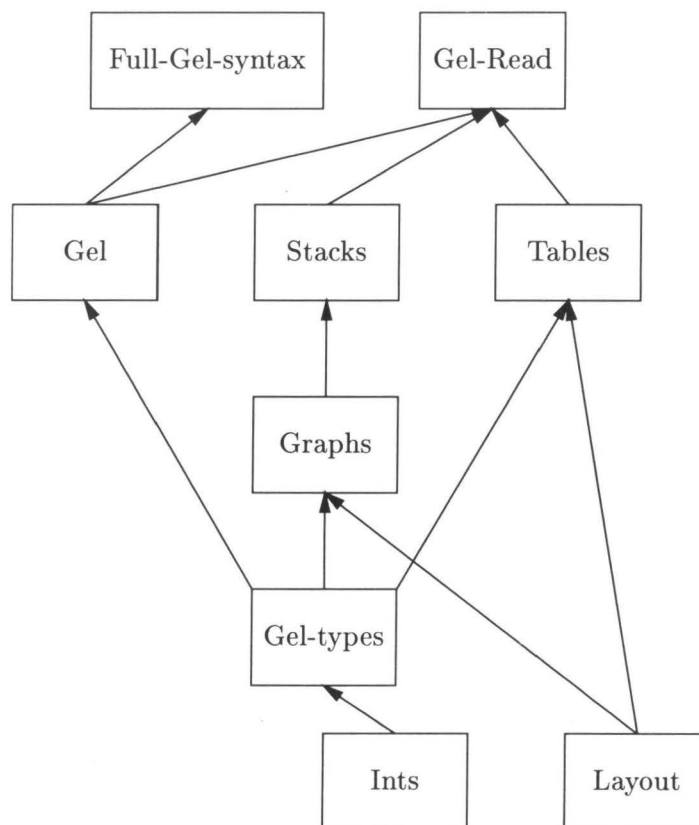 Full-Gel-syntax
Gel-Read
Gel
Stacks
Tables
Graphs
Gel-types
Ints
Layout